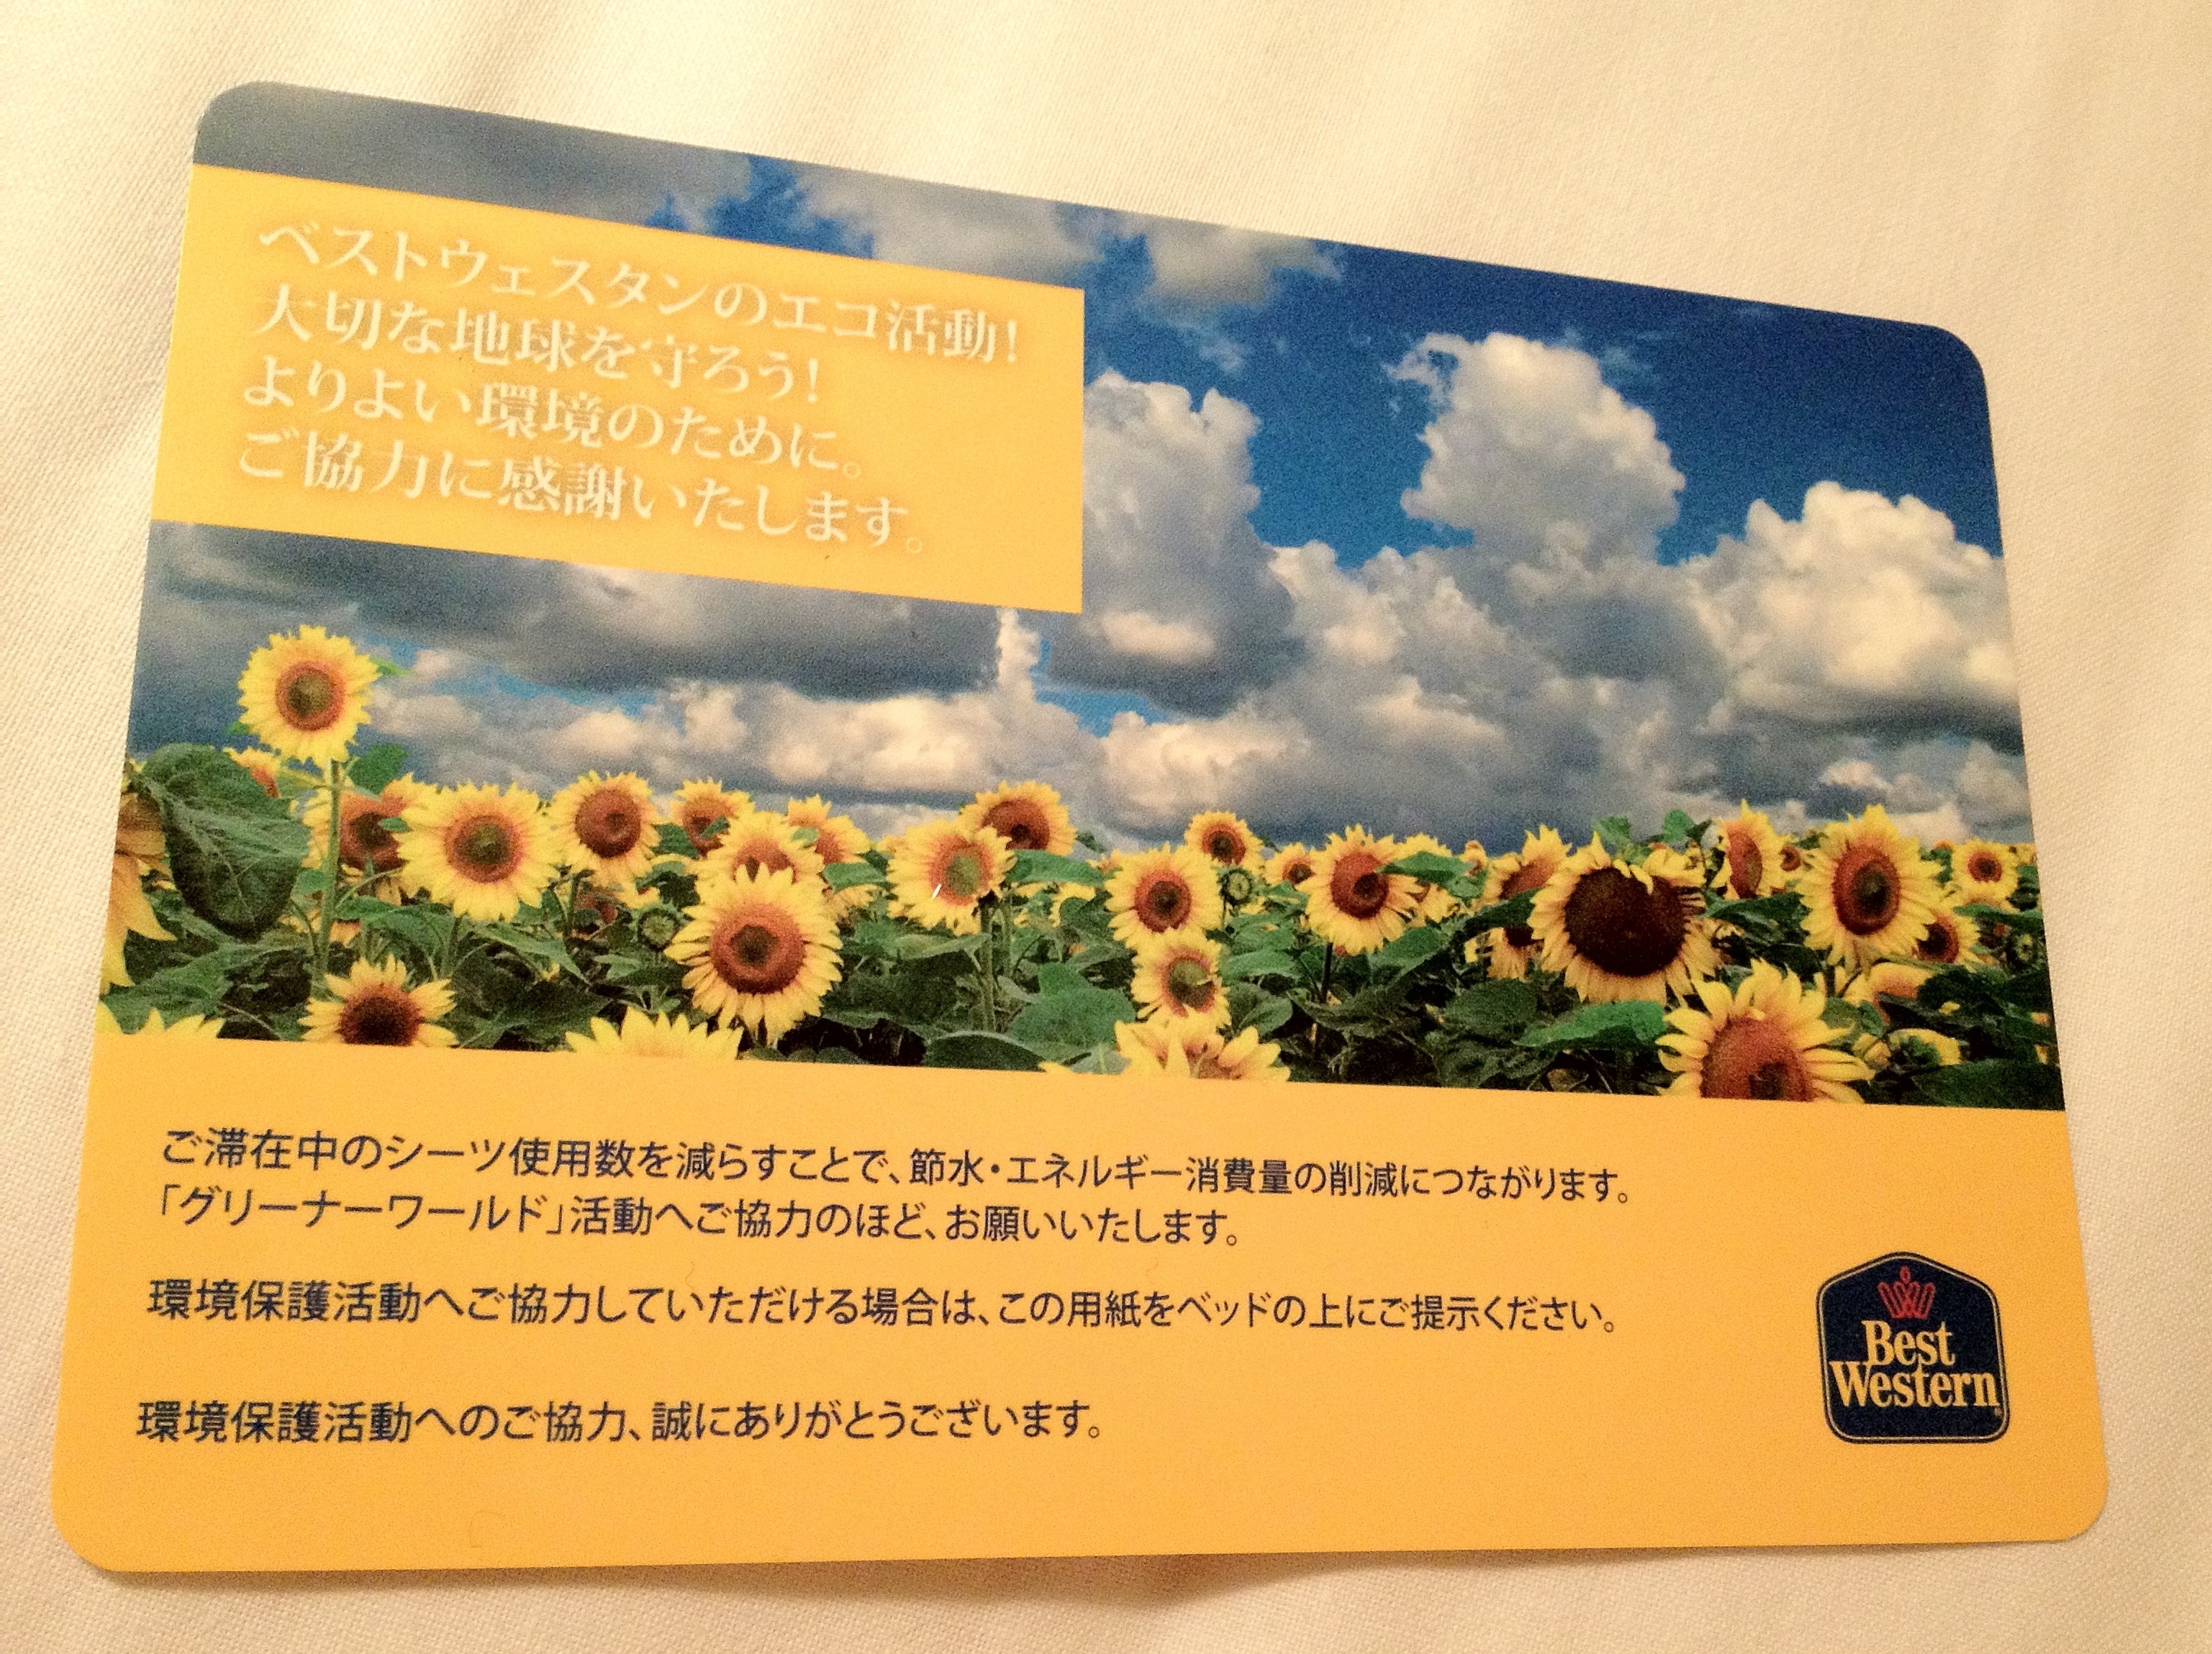 ベストウェスタンのエコ活動！
大切な地球を守ろう！
よりよい環境のために。
ご協力に感謝いたします。
ご滞在中のシーツ使用数を減らすことで、節水・エネルギー消費量の削減につながります。
「グリーナーワールド」活動へご協力のほど、お願いいたします。
環境保護活動へご協力していただける場合は、この用紙をベッドの上にご提示ください。
環境保護活動へのご協力、誠にありがとうございます。
Best
Western®